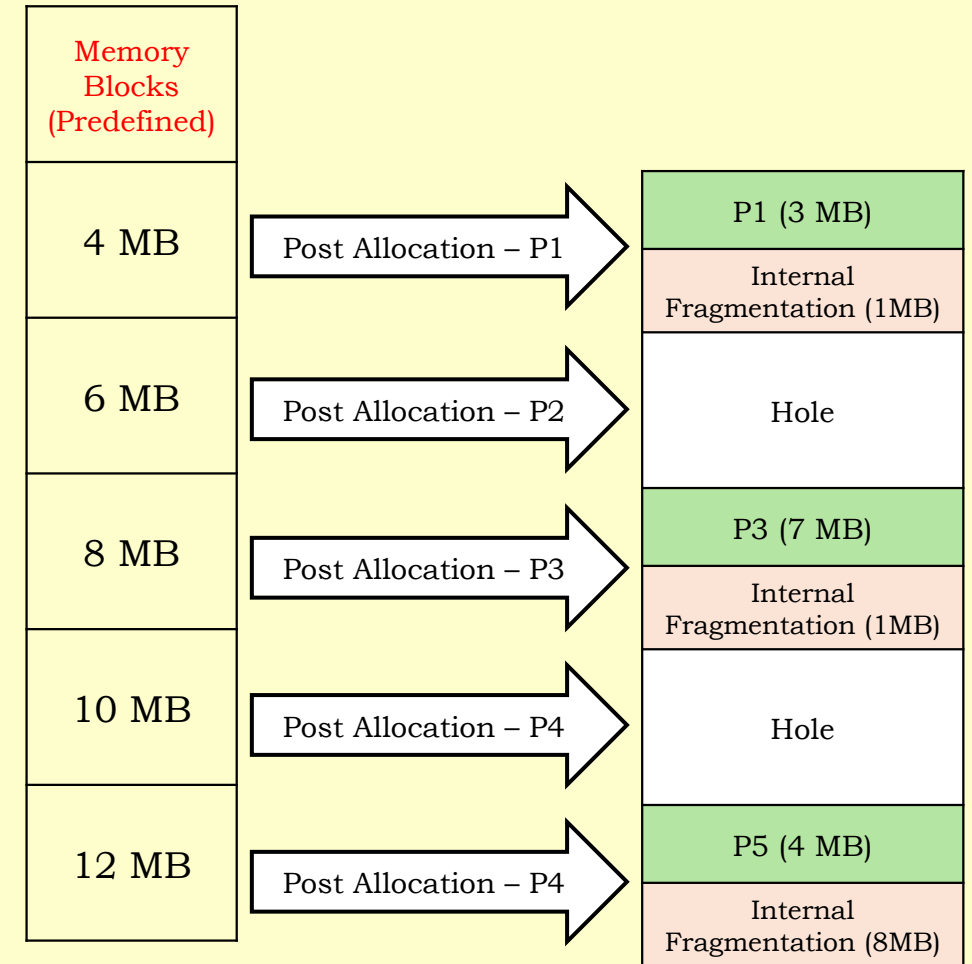 Memory
Blocks
(Predefined)
4 MB
Post Allocation – P1
P1 (3 MB)
Internal
Fragmentation (1MB)
6 MB
Post Allocation – P2
Hole
8 MB
Post Allocation – P3
P3 (7 MB)
Internal
Fragmentation (1MB)
10 MB
Post Allocation – P4
Hole
12 MB
Post Allocation – P4
P5 (4 MB)
Internal
Fragmentation (8MB)